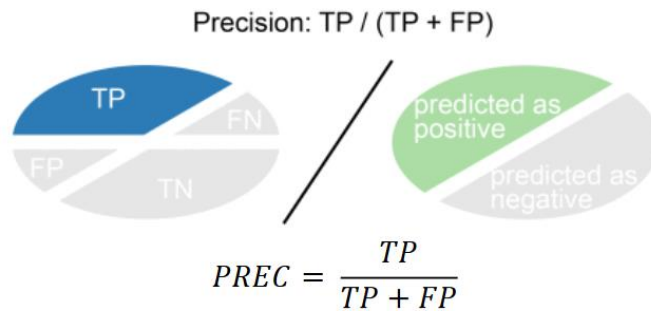 Precision: TP / (TP + FP)
TP
FN
FP
TN
predicted as
positive
predicted as
negative
PREC = TP / TP + FP